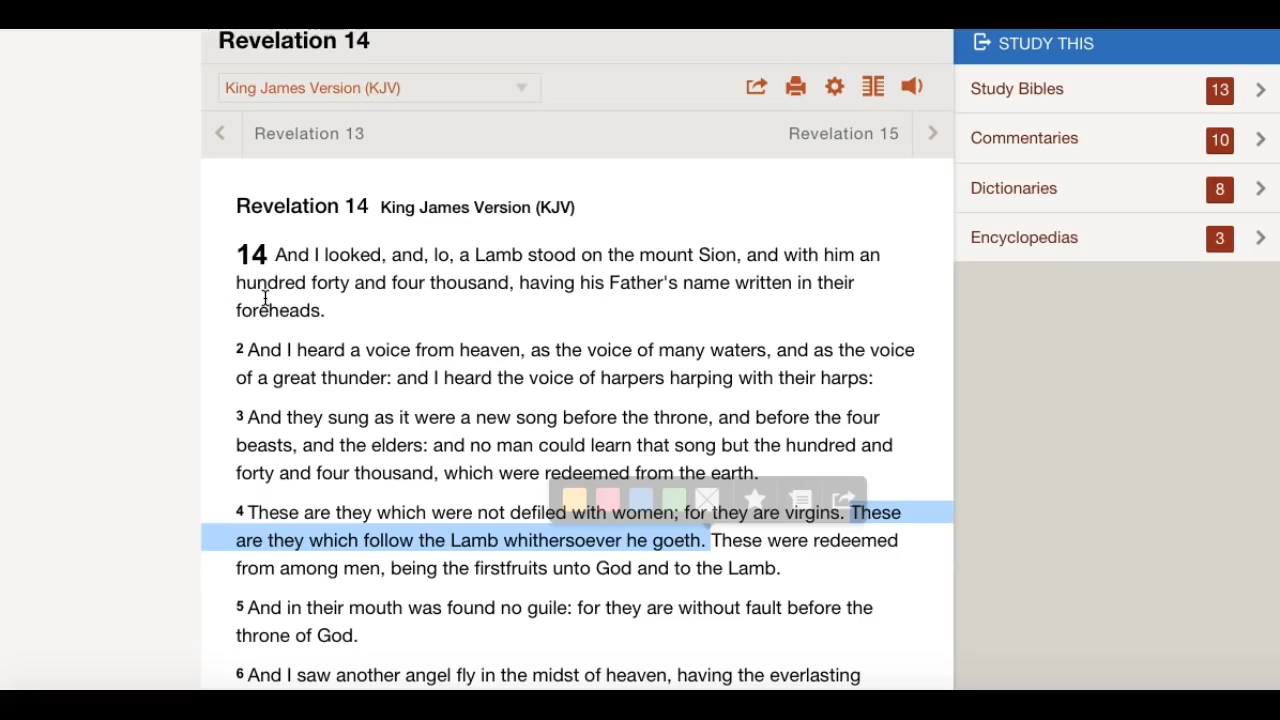 Revelation 14
King James Version (KJV)
Revelation 13
Revelation 15
Revelation 14 King James Version (KJV)
14 And I looked, and, lo, a Lamb stood on the mount Sion, and with him an
hundred forty and four thousand, having his Father's name written in their
foreheads.
2 And I heard a voice from heaven, as the voice of many waters, and as the voice
of a great thunder: and I heard the voice of harpers harping with their harps:
3 And they sung as it were a new song before the throne, and before the four
beasts, and the elders: and no man could learn that song but the hundred and
forty and four thousand, which were redeemed from the earth.
4 These are they which were not defiled with women; for they are virgins. These
are they which follow the Lamb whithersoever he goeth. These were redeemed
from among men, being the firstfruits unto God and to the Lamb.
5 And in their mouth was found no guile: for they are without fault before the
throne of God.
6 And I saw another angel fly in the midst of heaven, having the everlasting
STUDY THIS
Study Bibles 13
Commentaries 10
Dictionaries 8
Encyclopedias 3